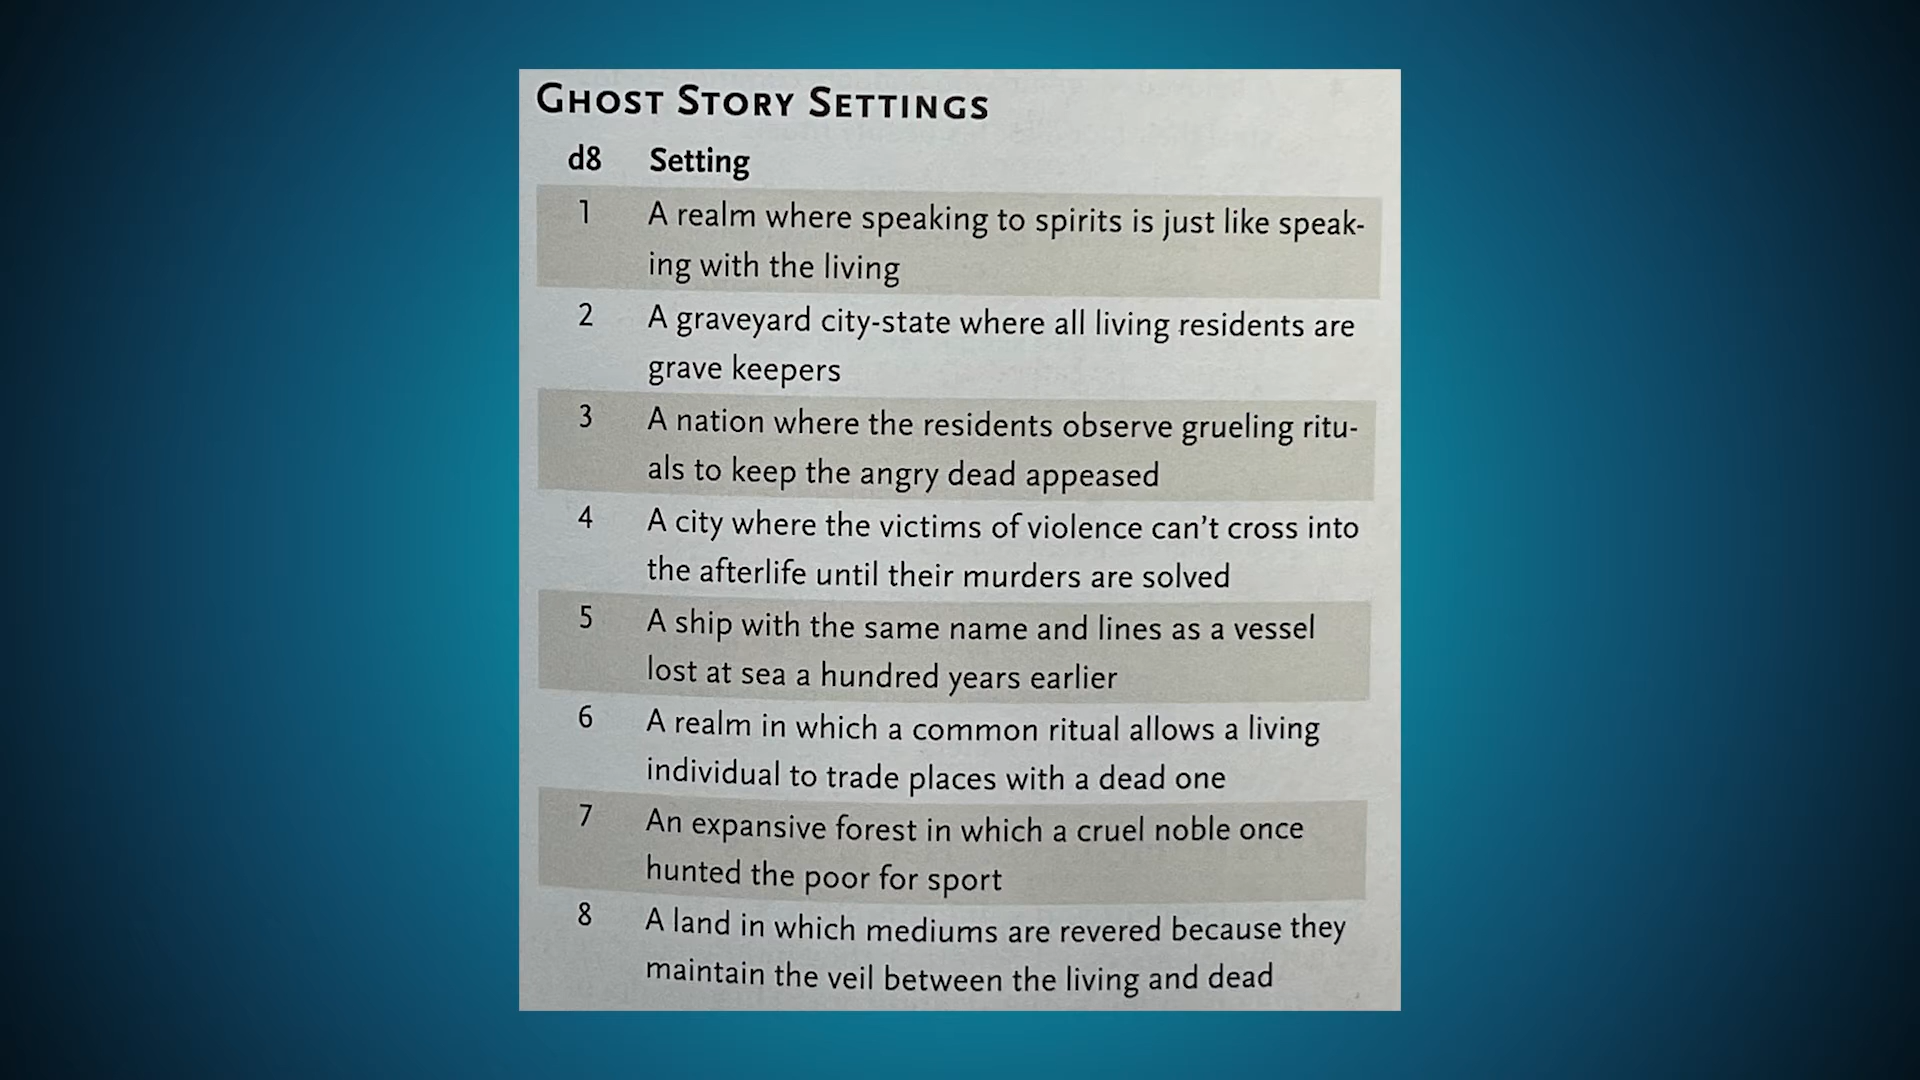 GHOST STORY SETTINGS
d8 Setting
1 A realm where speaking to spirits is just like speak-
ing with the living
2 A graveyard city-state where all living residents are
grave keepers
3 A nation where the residents observe grueling ritu-
als to keep the angry dead appeased
4 A city where the victims of violence can't cross into
the afterlife until their murders are solved
5 A ship with the same name and lines as a vessel
lost at sea a hundred years earlier
6 A realm in which a common ritual allows a living
individual to trade places with a dead one
7 An expansive forest in which a cruel noble once
hunted the poor for sport
8 A land in which mediums are revered because they
maintain the veil between the living and dead